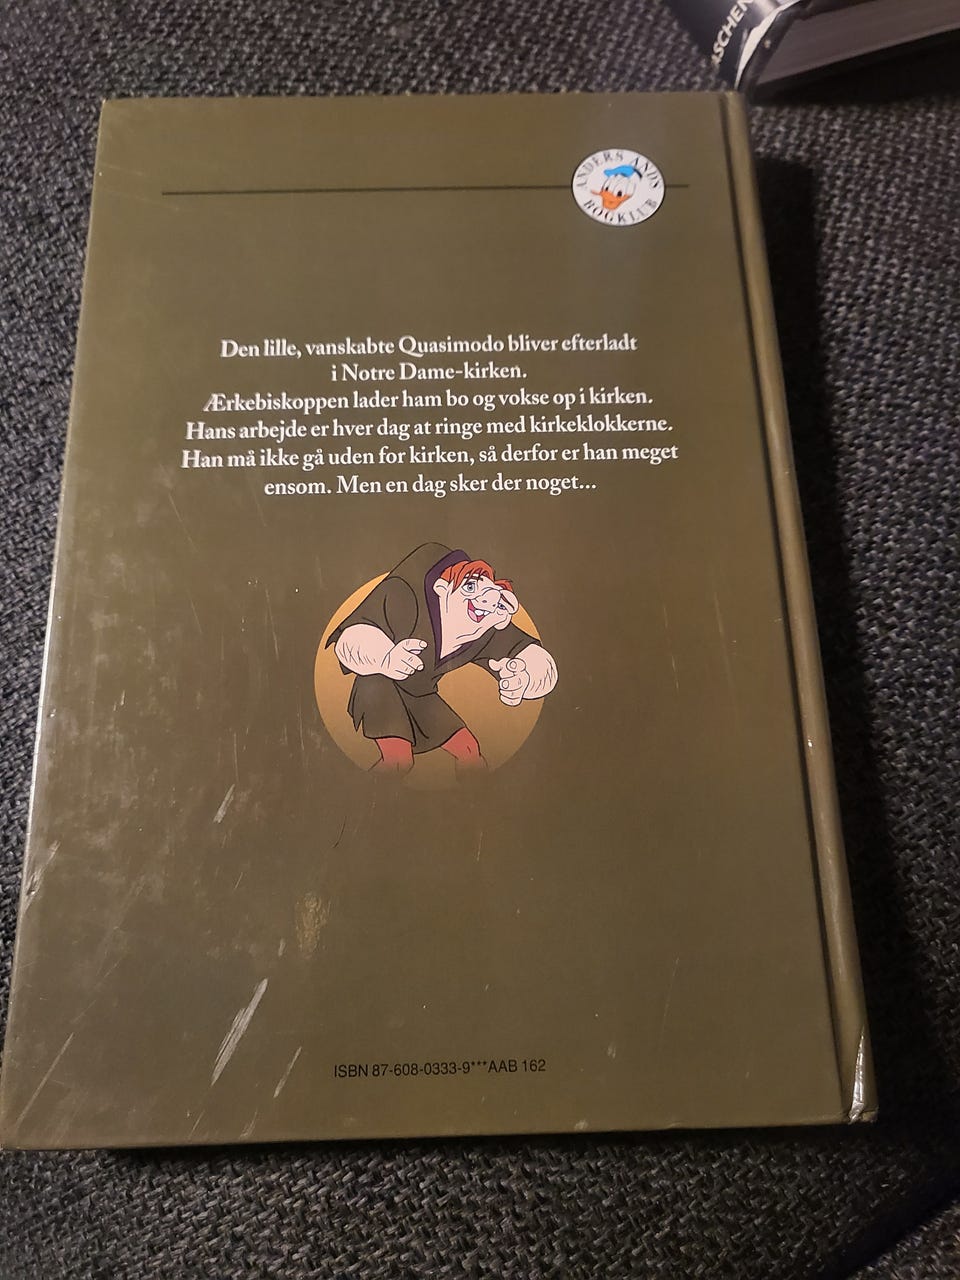 ASCHEN
ANDERS ANDS
BOGKLUB
Den lille, vanskabte Quasimodo bliver efterladt
i Notre Dame-kirken.
Ærkebiskoppen lader ham bo og vokse op i kirken.
Hans arbejde er hver dag at ringe med kirkeklokkerne.
Han må ikke gå uden for kirken, så derfor er han meget
ensom. Men en dag sker der noget...
ISBN 87-608-0333-9***AAB 162